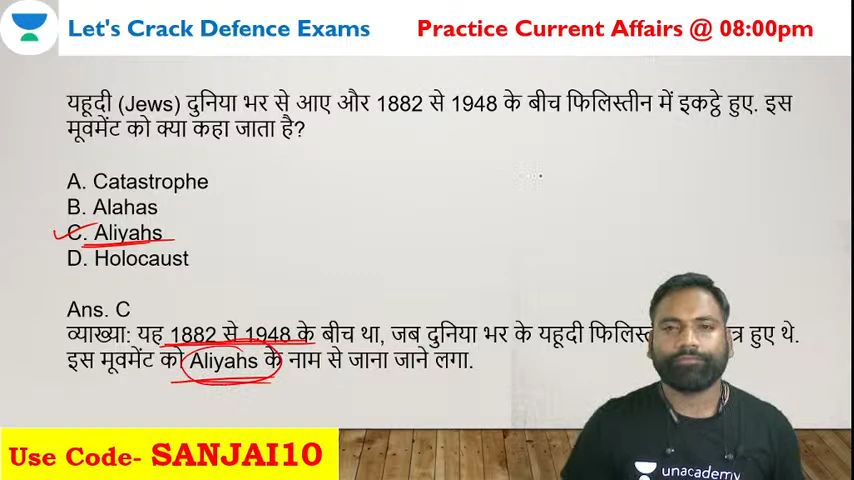 Let's Crack Defence Exams
Practice Current Affairs @ 08:00pm
यहूदी (Jews) दुनिया भर से आए और 1882 से 1948 के बीच फिलिस्तीन में इकट्ठे हुए. इस
मूवमेंट को क्या कहा जाता है?
A. Catastrophe
B. Alahas
C. Aliyahs
D. Holocaust
Ans. C
व्याख्या: यह 1882 से 1948 के बीच था, जब दुनिया भर के यहूदी हुए थे.
इस मूवमेंट को Aliyahs के नाम से जाना जाने लगा.
Use Code- SANJAI10
unacademy